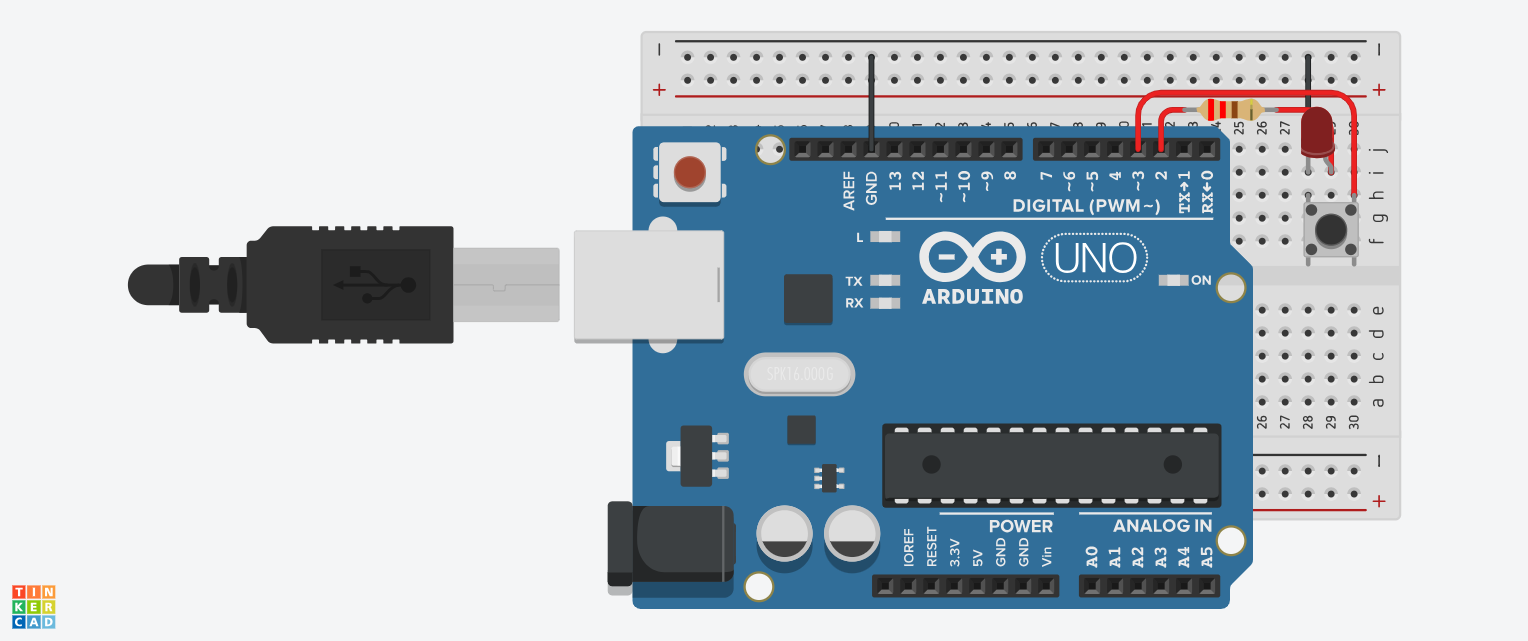 − −
+ +
25 26 27
j
i
h
g
f
AREF GND 13 12 ~11 ~10 ~9 8 7 ~6 ~5 4 ~3 2 TX→1 RX←0
DIGITAL (PWM~)
L
TX
RX
UNO
ON
ARDUINO
SPK16.000G
e
d
c
b
a
26 27 28 29 30
−
+
POWER ANALOG IN
IOREF RESET 3.3V 5V GND GND Vin A0 A1 A2 A3 A4 A5
TIN
KER
CAD